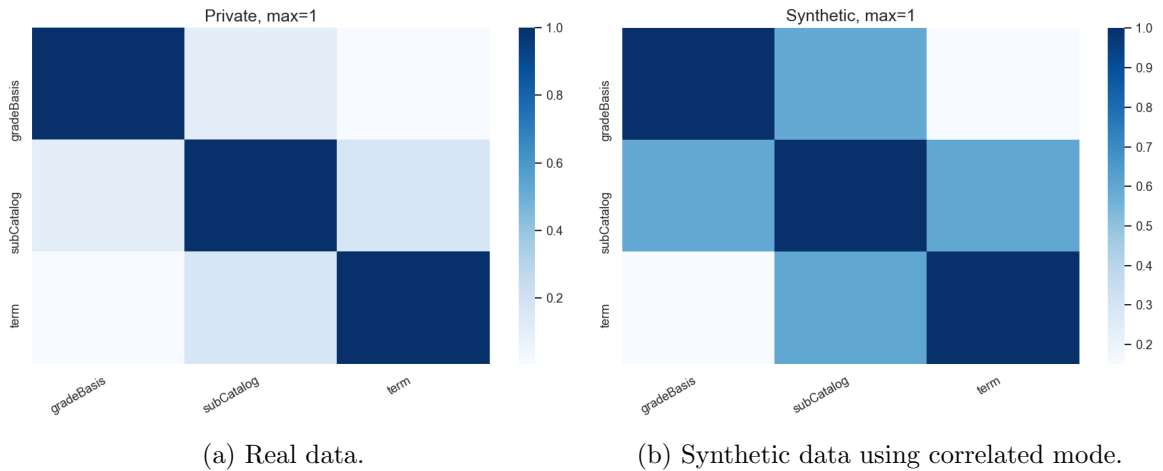 Private, max=1
gradeBasis
subCatalog
term
gradeBasis
subCatalog
term
1.0
0.8
0.6
0.4
0.2
(a) Real data.
Synthetic, max=1
gradeBasis
subCatalog
term
gradeBasis
subCatalog
term
1.0
0.9
0.8
0.7
0.6
0.5
0.4
0.3
0.2
(b) Synthetic data using correlated mode.